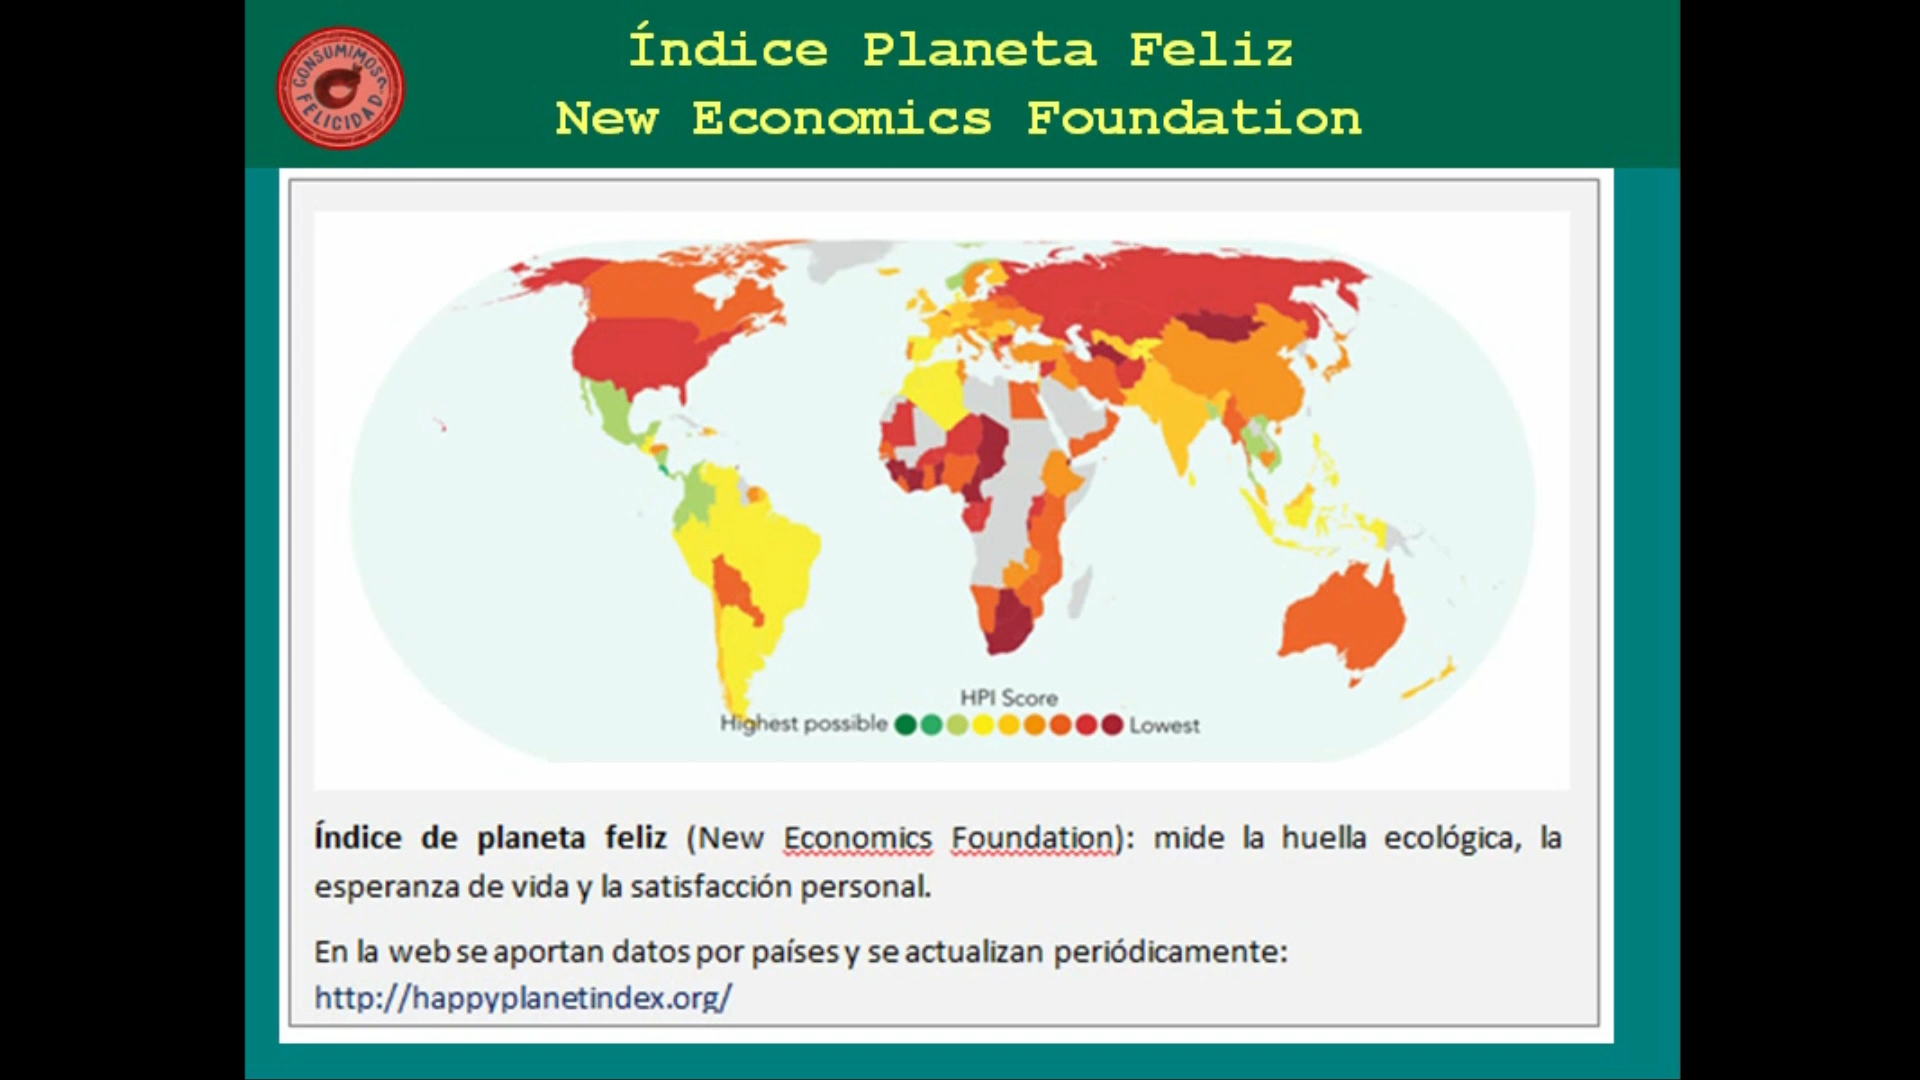 Índice Planeta Feliz
New Economics Foundation
CONSUMIMOS
FELICIDAD
HPI Score
Highest possible Lowest
Índice de planeta feliz (New Economics Foundation): mide la huella ecológica, la
esperanza de vida y la satisfacción personal.
En la web se aportan datos por países y se actualizan periódicamente:
http://happyplanetindex.org/